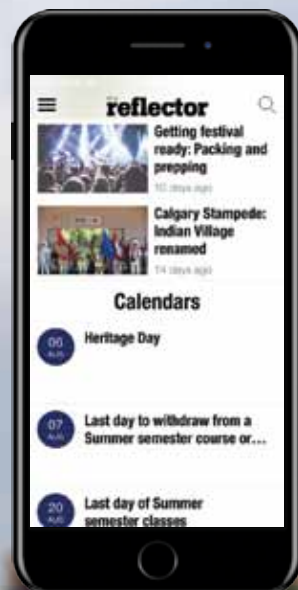 the
reflector
Getting festival
ready: Packing and
prepping
10 days ago
Calgary Stampede:
Indian Village
renamed
14 days ago
Calendars
06
AUG
Heritage Day
07
AUG
Last day to withdraw from a
Summer semester course or...
20
AUG
Last day of Summer
semester classes